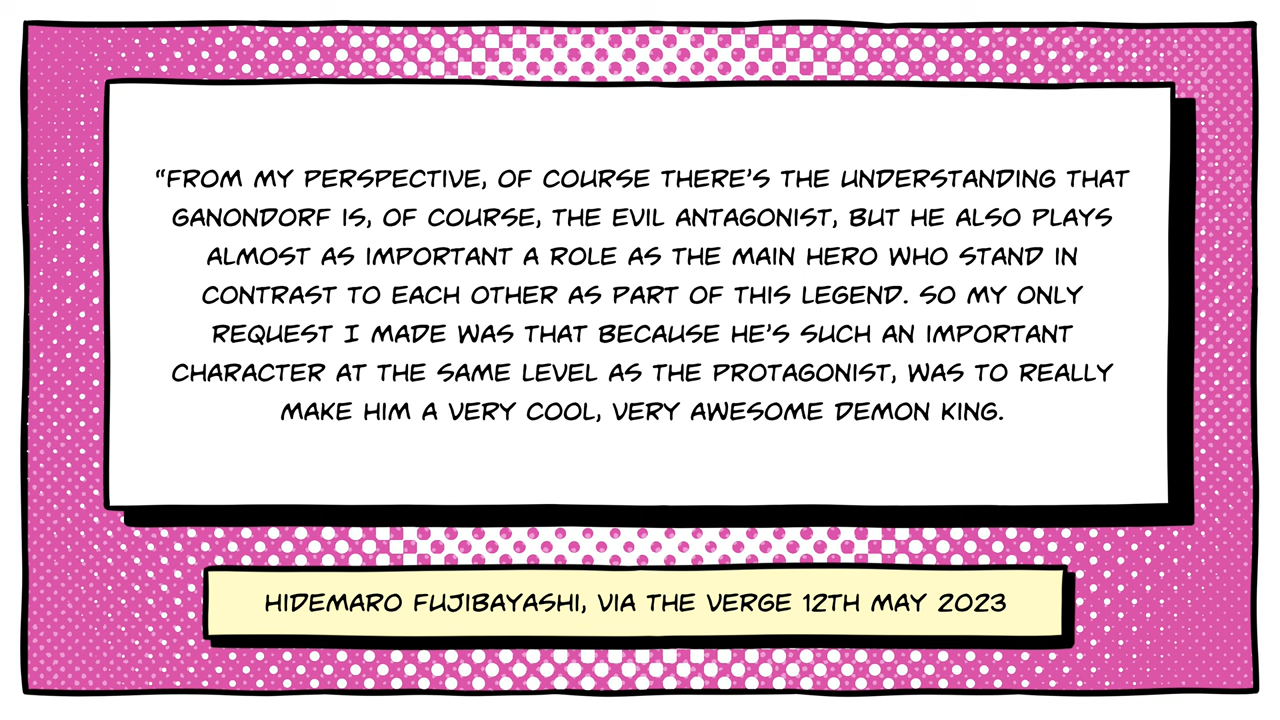 “FROM MY PERSPECTIVE, OF COURSE THERE’S THE UNDERSTANDING THAT
GANONDORF IS, OF COURSE, THE EVIL ANTAGONIST, BUT HE ALSO PLAYS
ALMOST AS IMPORTANT A ROLE AS THE MAIN HERO WHO STAND IN
CONTRAST TO EACH OTHER AS PART OF THIS LEGEND. SO MY ONLY
REQUEST I MADE WAS THAT BECAUSE HE’S SUCH AN IMPORTANT
CHARACTER AT THE SAME LEVEL AS THE PROTAGONIST, WAS TO REALLY
MAKE HIM A VERY COOL, VERY AWESOME DEMON KING.
HIDEMARO FUJIBAYASHI, VIA THE VERGE 12TH MAY 2023